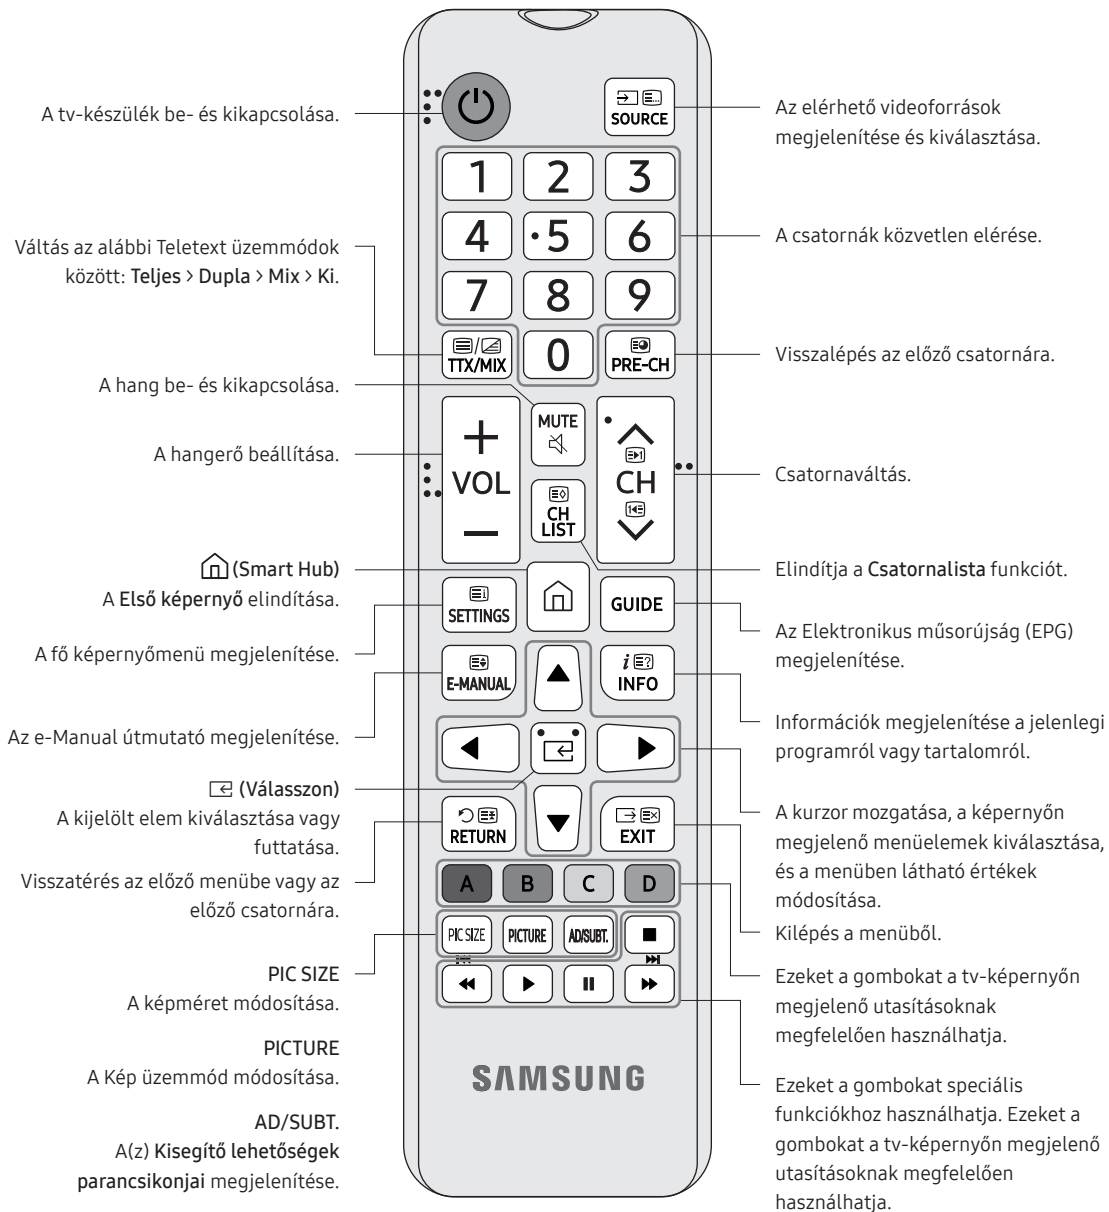 A tv-készülék be- és kikapcsolása.
Váltás az alábbi Teletext üzemmódok
között: Teljes > Dupla > Mix > Ki.
A hang be- és kikapcsolása.
A hangerő beállítása.
(Smart Hub)
A Első képernyő elindítása.
A fő képernyőmenü megjelenítése.
Az e-Manual útmutató megjelenítése.
(Válasszon)
A kijelölt elem kiválasztása vagy
futtatása.
Visszatérés az előző menübe vagy az
előző csatornára.
PIC SIZE
A képméret módosítása.
PICTURE
A Kép üzemmód módosítása.
AD/SUBT.
A(z) Kisegítő lehetőségek
parancsikonjai megjelenítése.
SOURCE
1 2 3
4 5 6
7 8 9
TTX/MIX 0 PRE-CH
MUTE
VOL
CH
CH
LIST
SETTINGS
GUIDE
E-MANUAL
INFO
RETURN
EXIT
A B C D
PIC SIZE PICTURE AD/SUBT.
SAMSUNG
Az elérhető videoforrások
megjelenítése és kiválasztása.
A csatornák közvetlen elérése.
Visszalépés az előző csatornára.
Csatornaváltás.
Elindítja a Csatornalista funkciót.
Az Elektronikus műsorújság (EPG)
megjelenítése.
Információk megjelenítése a jelenlegi
programról vagy tartalomról.
A kurzor mozgatása, a képernyőn
megjelenő menüelemek kiválasztása,
és a menüben látható értékek
módosítása.
Kilépés a menüből.
Ezeket a gombokat a tv-képernyőn
megjelenő utasításoknak
megfelelően használhatja.
Ezeket a gombokat speciális
funkciókhoz használhatja. Ezeket a
gombokat a tv-képernyőn megjelenő
utasításoknak megfelelően
használhatja.